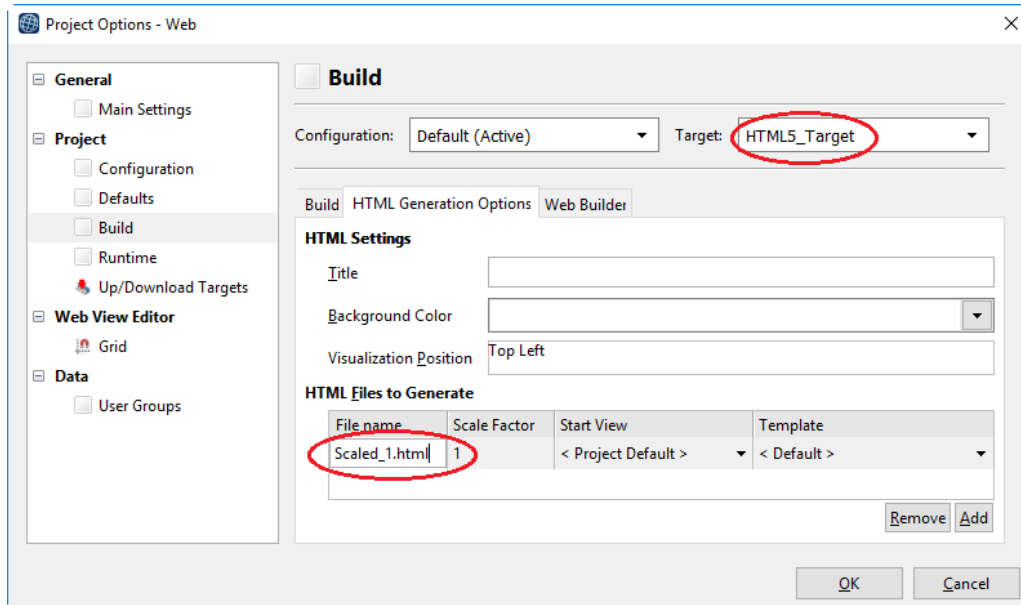 Project Options - Web
General
Main Settings
Project
Configuration
Defaults
Build
Runtime
Up/Download Targets
Web View Editor
Grid
Data
User Groups
Build
Configuration: Default (Active) Target: HTML5_Target
Build HTML Generation Options Web Builder
HTML Settings
Title
Background Color
Visualization Position Top Left
HTML Files to Generate
File name Scale Factor Start View Template
Scaled_1.html 1 < Project Default > < Default >
Remove Add
OK Cancel